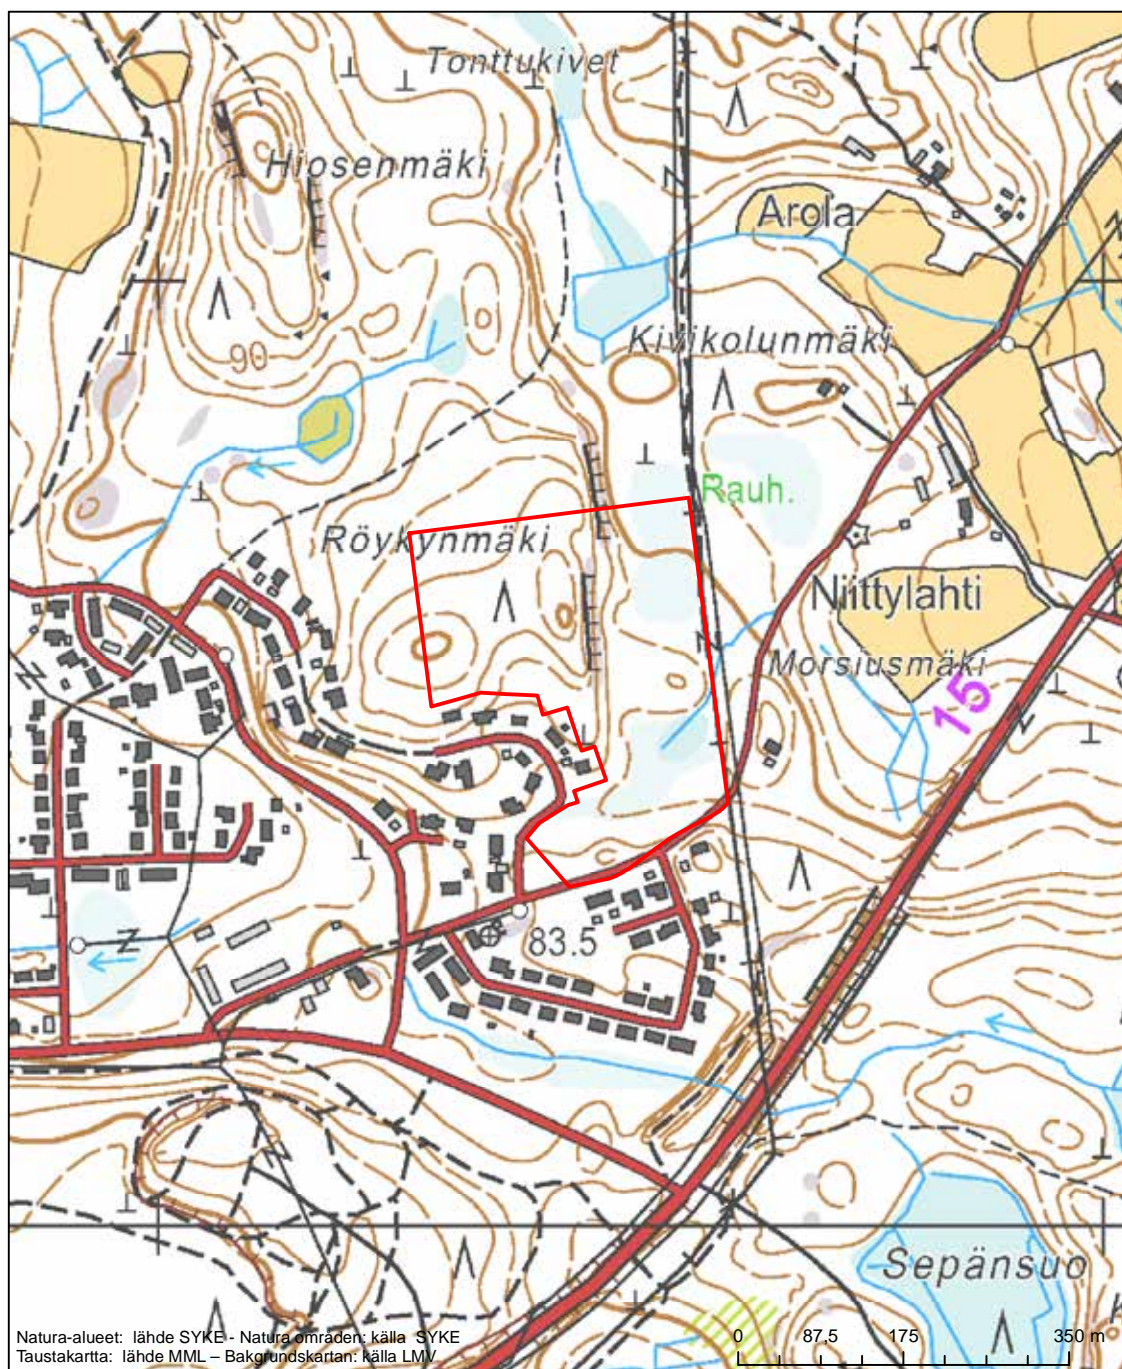 Tonttukivet
Hiosenmäki
Arola
Kivikolunmäki
90
Rauh.
Röykynmäki
Niittylahti
Morsiusmäki
15
83.5
Sepänsuo
Natura-alueet: lähde SYKE - Natura områden: källa SYKE
Taustakartta: lähde MML – Bakgrundskartan: källa LMV
0 87,5 175 350 m